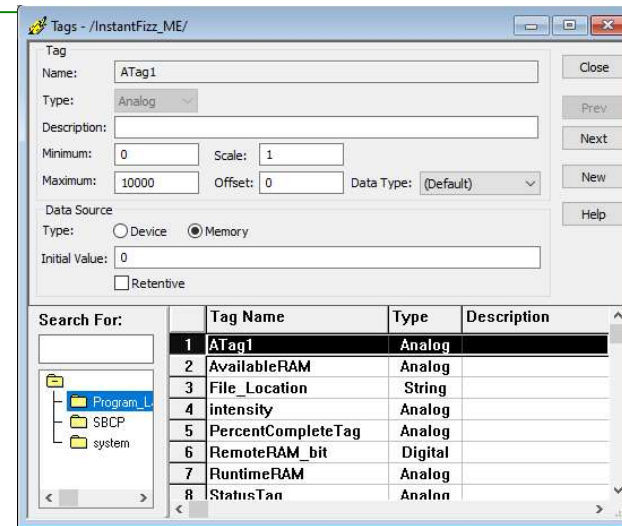 Tags - /InstantFizz_ME/
Tag
Name: ATag1
Close
Type: Analog
Prev
Description:
Next
Minimum: 0 Scale: 1
Maximum: 10000 Offset: 0 Data Type: (Default)
New
Data Source
Help
Type: Device Memory
Initial Value: 0
Retentive
Search For:
Program_L
SBCP
system
Tag Name Type Description
1 ATag1 Analog
2 AvailableRAM Analog
3 File_Location String
4 intensity Analog
5 PercentCompleteTag Analog
6 RemoteRAM_bit Digital
7 RuntimeRAM Analog
8 StatusTag Analog